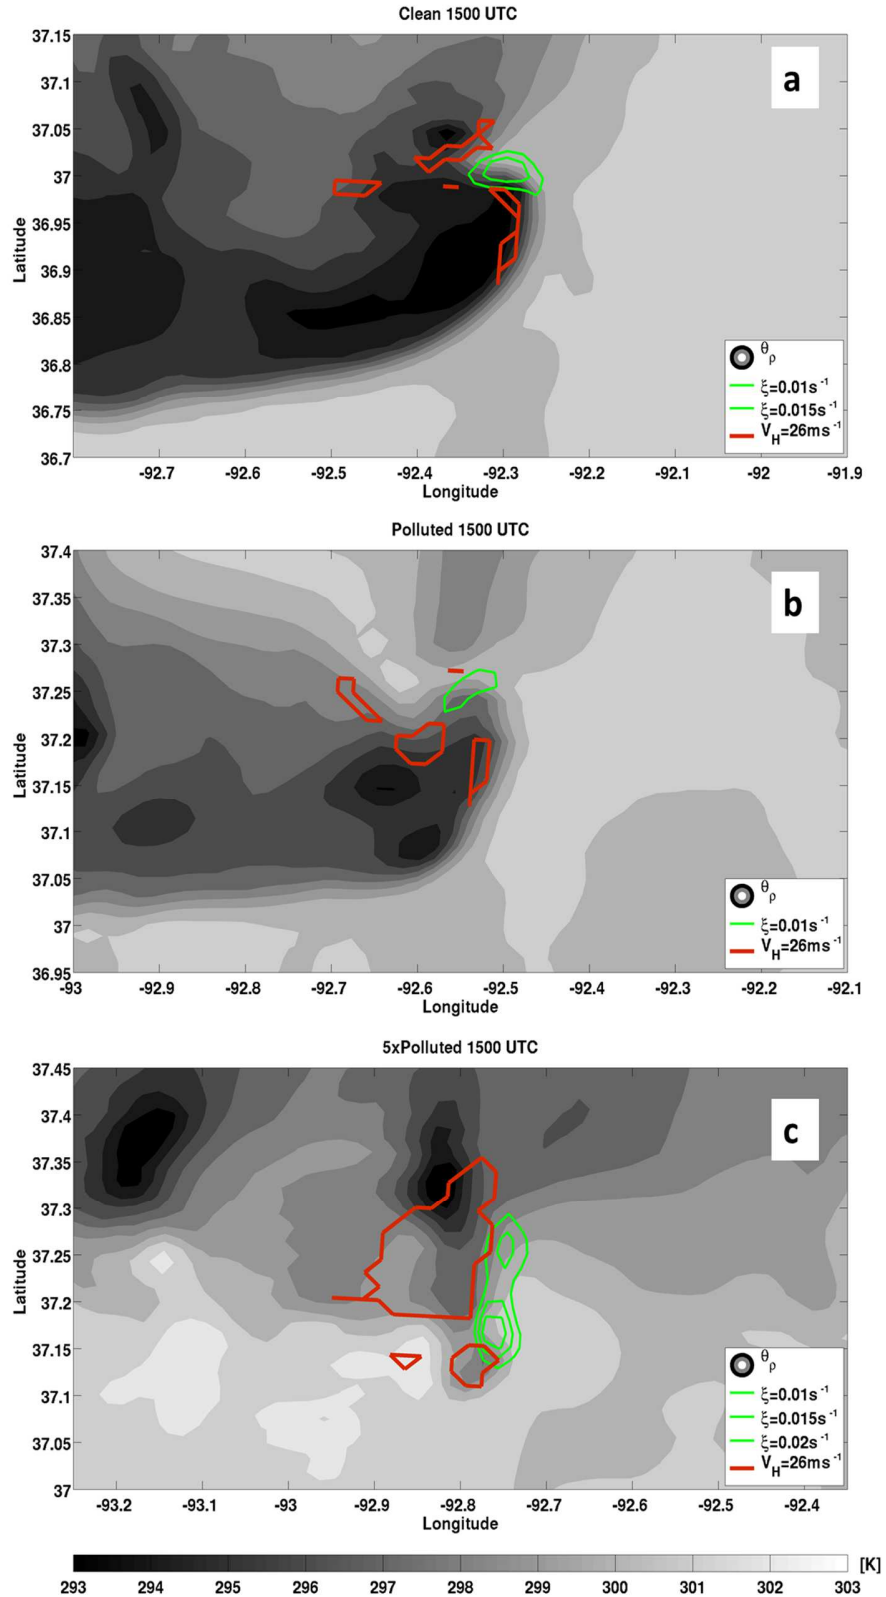 Clean 1500 UTC
37.15
37.1
37.05
37
36.95
36.9
36.85
36.8
36.75
36.7
Latitude
a
θρ
ξ=0.01s⁻¹
ξ=0.015s⁻¹
V_H=26ms⁻¹
-92.7 -92.6 -92.5 -92.4 -92.3 -92.2 -92.1 -92 -91.9
Longitude
Polluted 1500 UTC
37.4
37.35
37.3
37.25
37.2
37.15
37.1
37.05
37
36.95
Latitude
b
θρ
ξ=0.01s⁻¹
V_H=26ms⁻¹
-93 -92.9 -92.8 -92.7 -92.6 -92.5 -92.4 -92.3 -92.2 -92.1
Longitude
5xPolluted 1500 UTC
37.45
37.4
37.35
37.3
37.25
37.2
37.15
37.1
37.05
37
Latitude
c
θρ
ξ=0.01s⁻¹
ξ=0.015s⁻¹
ξ=0.02s⁻¹
V_H=26ms⁻¹
-93.2 -93.1 -93 -92.9 -92.8 -92.7 -92.6 -92.5 -92.4
Longitude
[K]
293 294 295 296 297 298 299 300 301 302 303